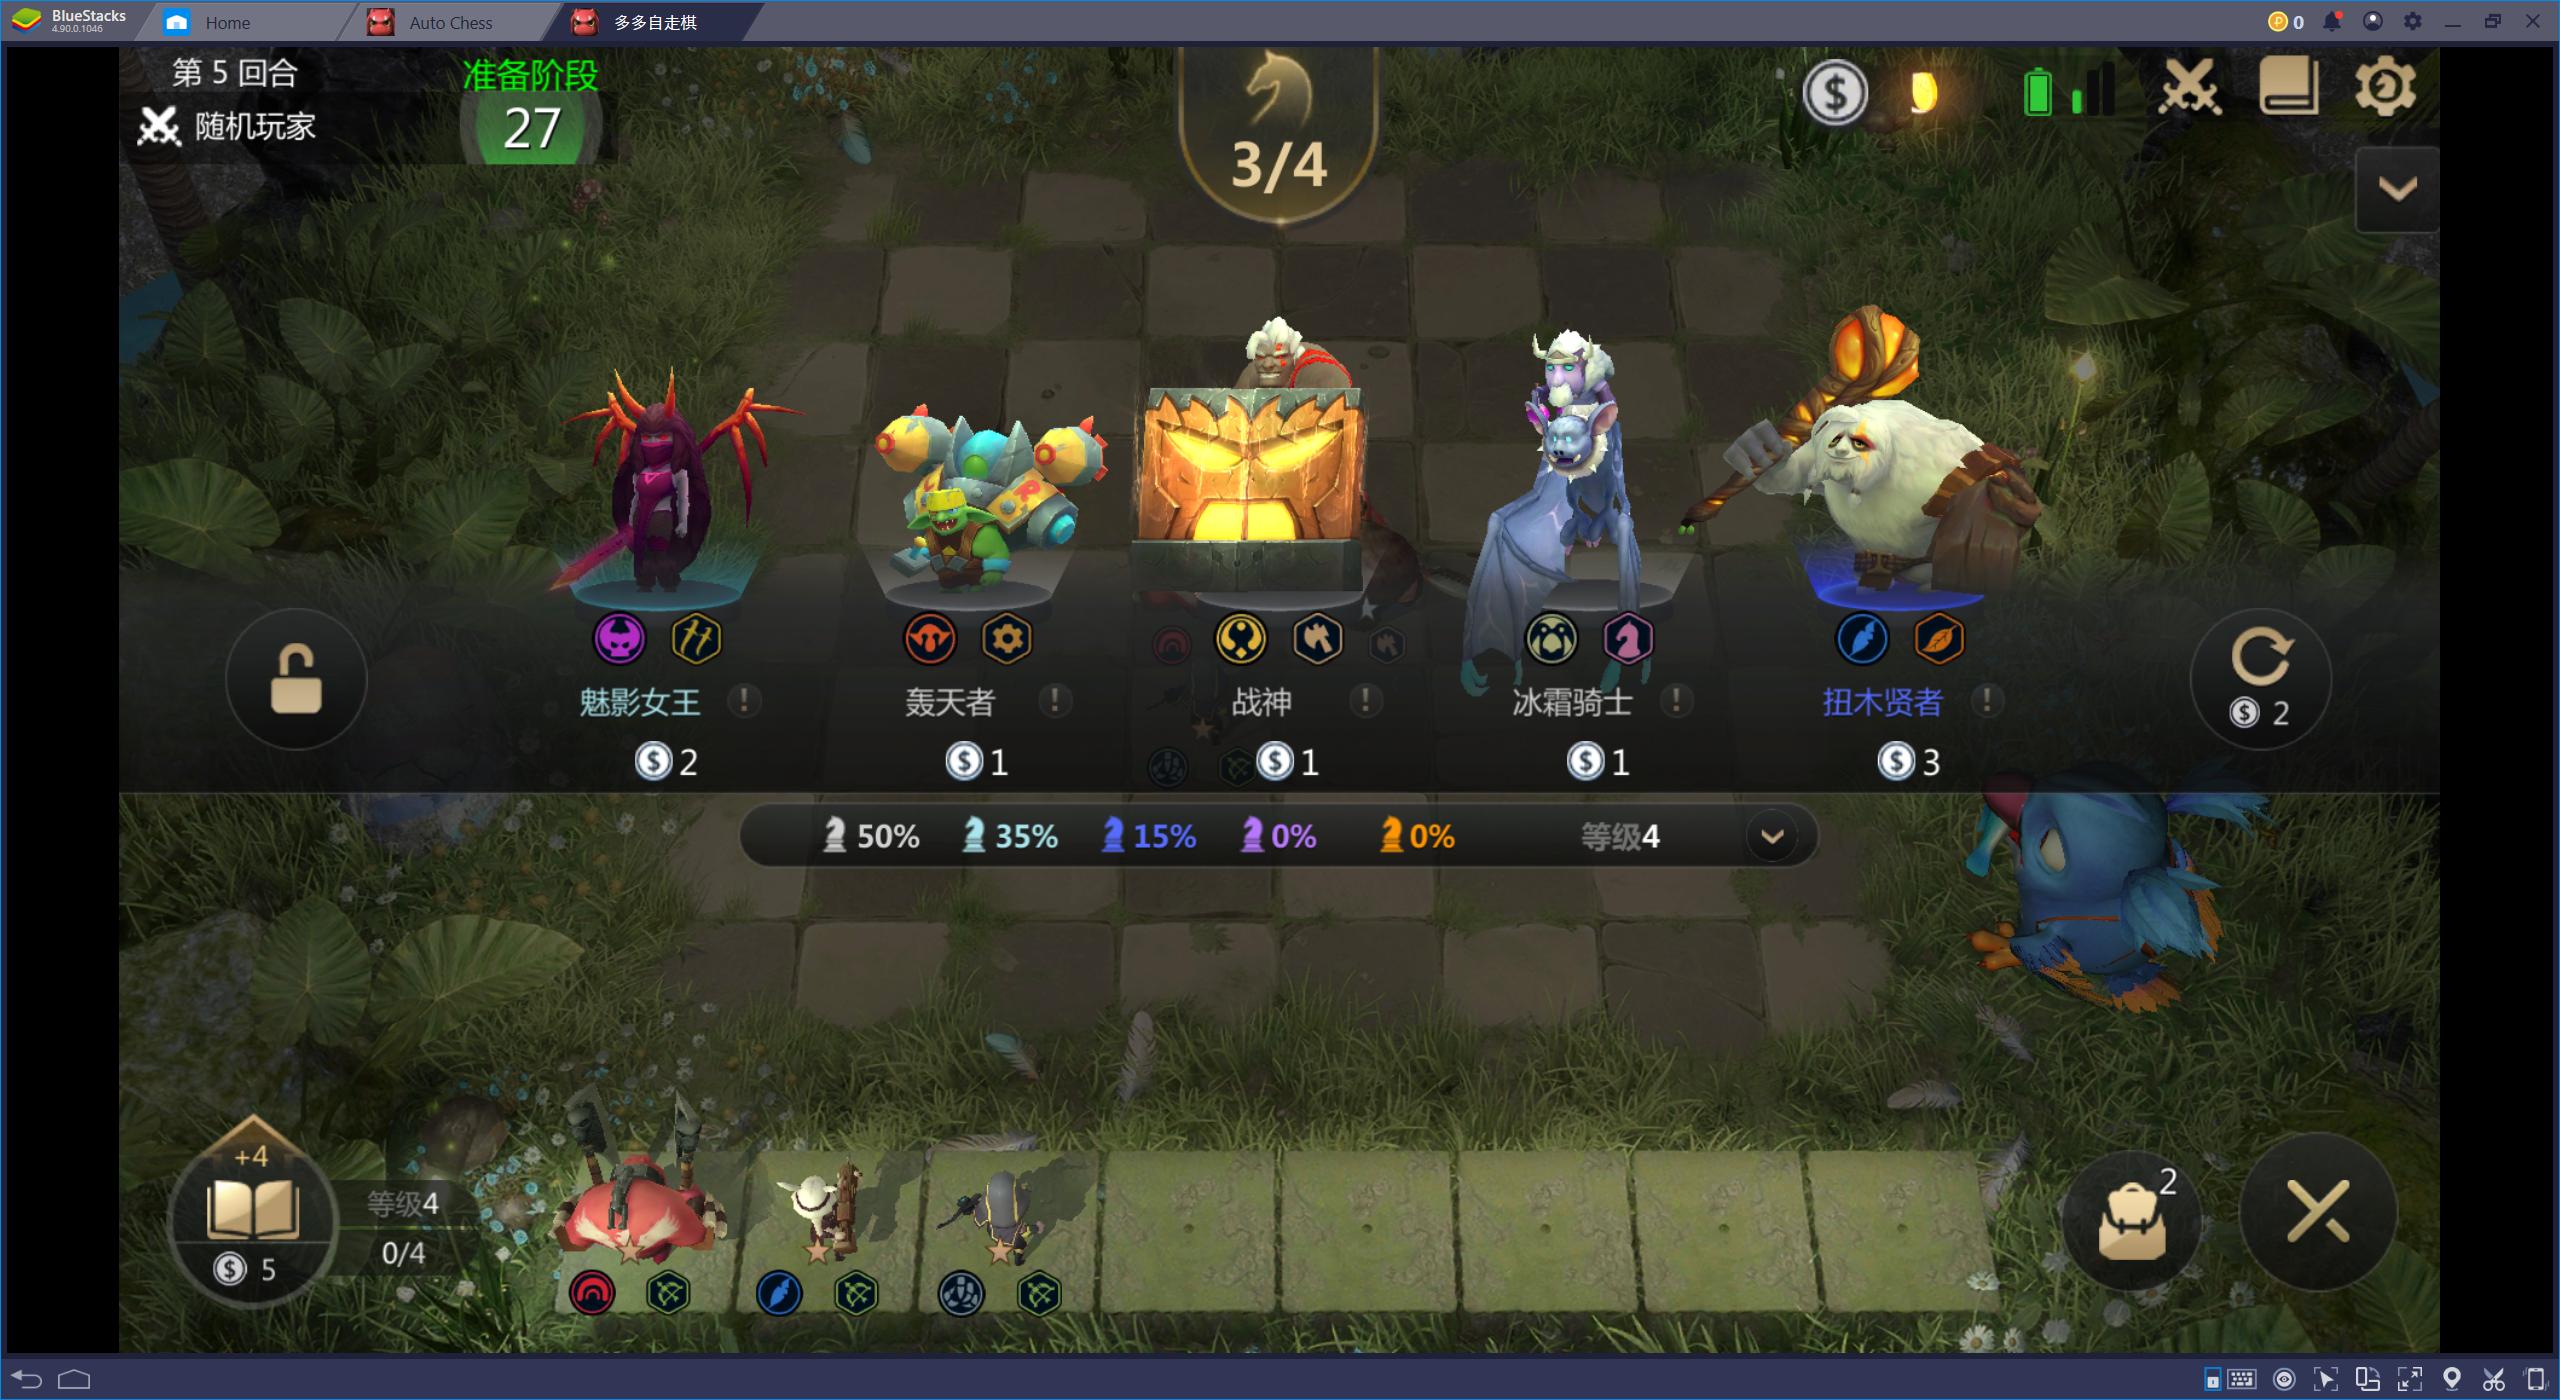 BlueStacks
4.90.0.1046
Home
Auto Chess
多多自走棋
0
第 5 回合
准备阶段
随机玩家
27
3/4
魅影女王 !
轰天者 !
战神 !
冰霜骑士 !
扭木贤者 !
$ 2
$ 1
$ 1
$ 1
$ 3
$ 2
50% 35% 15% 0% 0% 等级4
+4
等级4
0/4
$ 5
2